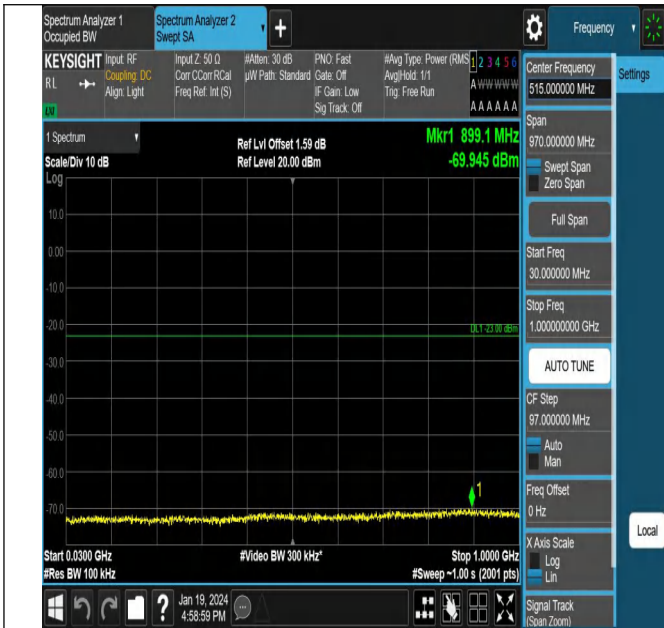 Spectrum Analyzer 1
Occupied BW
Spectrum Analyzer 2
Swept SA
Frequency
KEYSIGHT
RL
LXI
Input: RF
Coupling: DC
Align: Light
Input Z: 50 Ω
Corr CCorr RCal
Freq Ref: Int (S)
#Atten: 30 dB
µW Path: Standard
PNO: Fast
Gate: Off
IF Gain: Low
Sig Track: Off
#Avg Type: Power (RMS
Avg|Hold: 1/1
Trig: Free Run
1 2 3 4 5 6
A W W W W W
A A A A A A
1 Spectrum
Scale/Div 10 dB
Log
Ref Lvl Offset 1.59 dB
Ref Level 20.00 dBm
Mkr1 899.1 MHz
-69.945 dBm
10.0
0.00
-10.0
-20.0
DL1 -23.00 dBm
-30.0
-40.0
-50.0
-60.0
1
-70.0
Start 0.0300 GHz
#Video BW 300 kHz*
Stop 1.0000 GHz
#Res BW 100 kHz
#Sweep ~1.00 s (2001 pts)
Jan 19, 2024
4:58:59 PM
Center Frequency
515.000000 MHz
Settings
Span
970.000000 MHz
Swept Span
Zero Span
Full Span
Start Freq
30.000000 MHz
Stop Freq
1.000000000 GHz
AUTO TUNE
CF Step
97.000000 MHz
Auto
Man
Freq Offset
0 Hz
X Axis Scale
Log
Lin
Local
Signal Track
(Span Zoom)